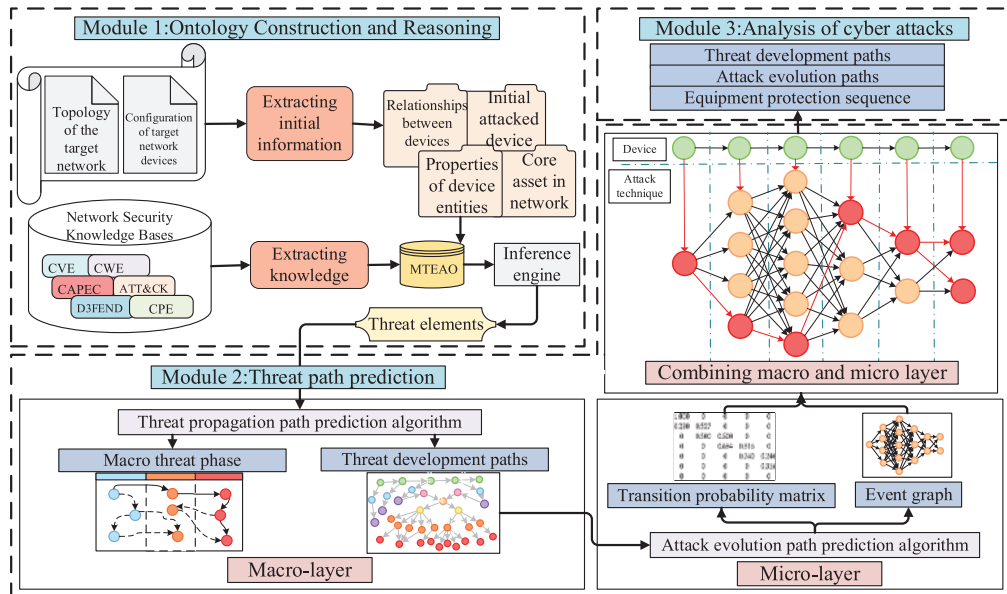 Module 1:Ontology Construction and Reasoning
Topology of
the target
network
Configuration
of target
network
devices
Extracting
initial
information
Relationships
between
devices
Initial
attacked
device
Properties
of device
entities
Core
asset in
network
Network Security
Knowledge Bases
CVE
CWE
CAPEC
ATT&CK
D3FEND
CPE
Extracting
knowledge
MTEAO
Inference
engine
Threat elements
Module 2:Threat path prediction
Threat propagation path prediction algorithm
Macro threat phase
Threat development paths
Macro-layer
Module 3:Analysis of cyber attacks
Threat development paths
Attack evolution paths
Equipment protection sequence
Device
Attack
technique
Combining macro and micro layer
Transition probability matrix
Event graph
Attack evolution path prediction algorithm
Micro-layer